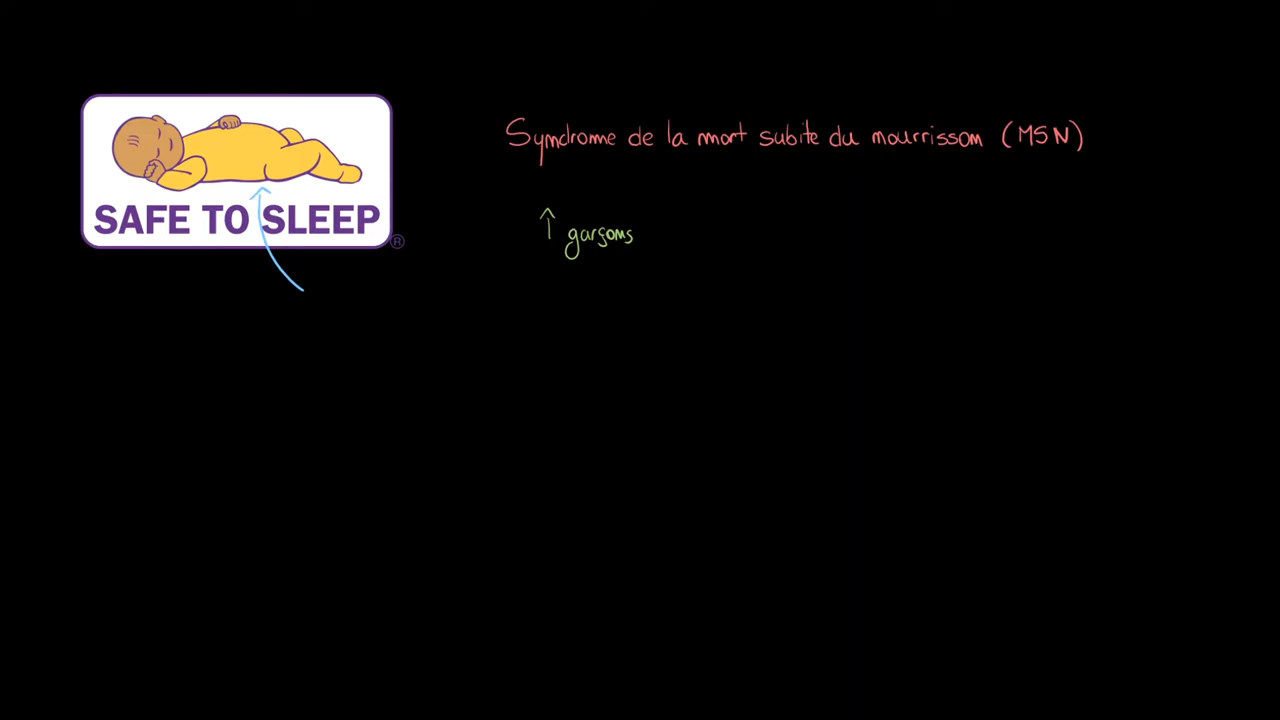 SAFE TO SLEEP ®
Syndrome de la mort subite du nourrisson (MSN)
↑ garçons